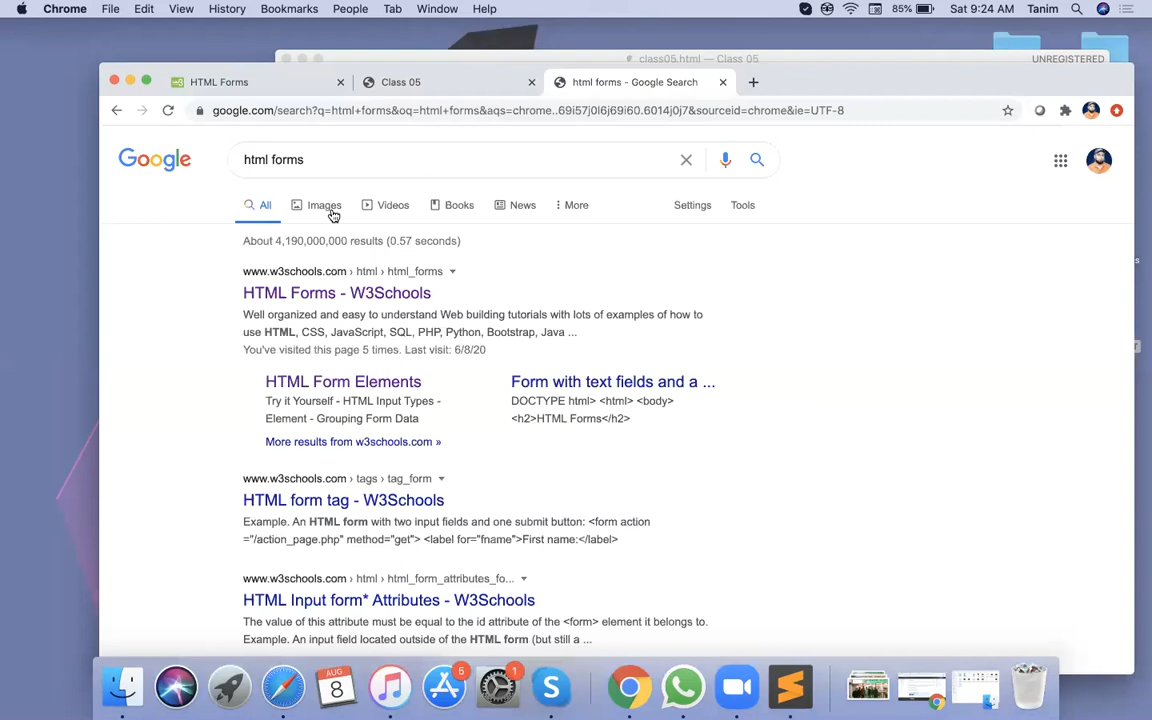 Chrome File Edit View History Bookmarks People Tab Window Help 85% Sat 9:24 AM Tanim
class05.html — Class 05 UNREGISTERED
HTML Forms Class 05 html forms - Google Search
google.com/search?q=html+forms&oq=html+forms&aqs=chrome..69i57j0l6j69i60.6014j0j7&sourceid=chrome&ie=UTF-8
Google html forms
All Images Videos Books News More Settings Tools
About 4,190,000,000 results (0.57 seconds)
www.w3schools.com › html › html_forms
HTML Forms - W3Schools
Well organized and easy to understand Web building tutorials with lots of examples of how to
use HTML, CSS, JavaScript, SQL, PHP, Python, Bootstrap, Java ...
You've visited this page 5 times. Last visit: 6/8/20
HTML Form Elements Form with text fields and a ...
Try it Yourself - HTML Input Types - DOCTYPE html> <html> <body>
Element - Grouping Form Data <h2>HTML Forms</h2>
More results from w3schools.com »
www.w3schools.com › tags › tag_form
HTML form tag - W3Schools
Example. An HTML form with two input fields and one submit button: <form action
="/action_page.php" method="get"> <label for="fname">First name:</label>
www.w3schools.com › html › html_form_attributes_fo...
HTML Input form* Attributes - W3Schools
The value of this attribute must be equal to the id attribute of the <form> element it belongs to.
Example. An input field located outside of the HTML form (but still a ...
AUG 5 1
8